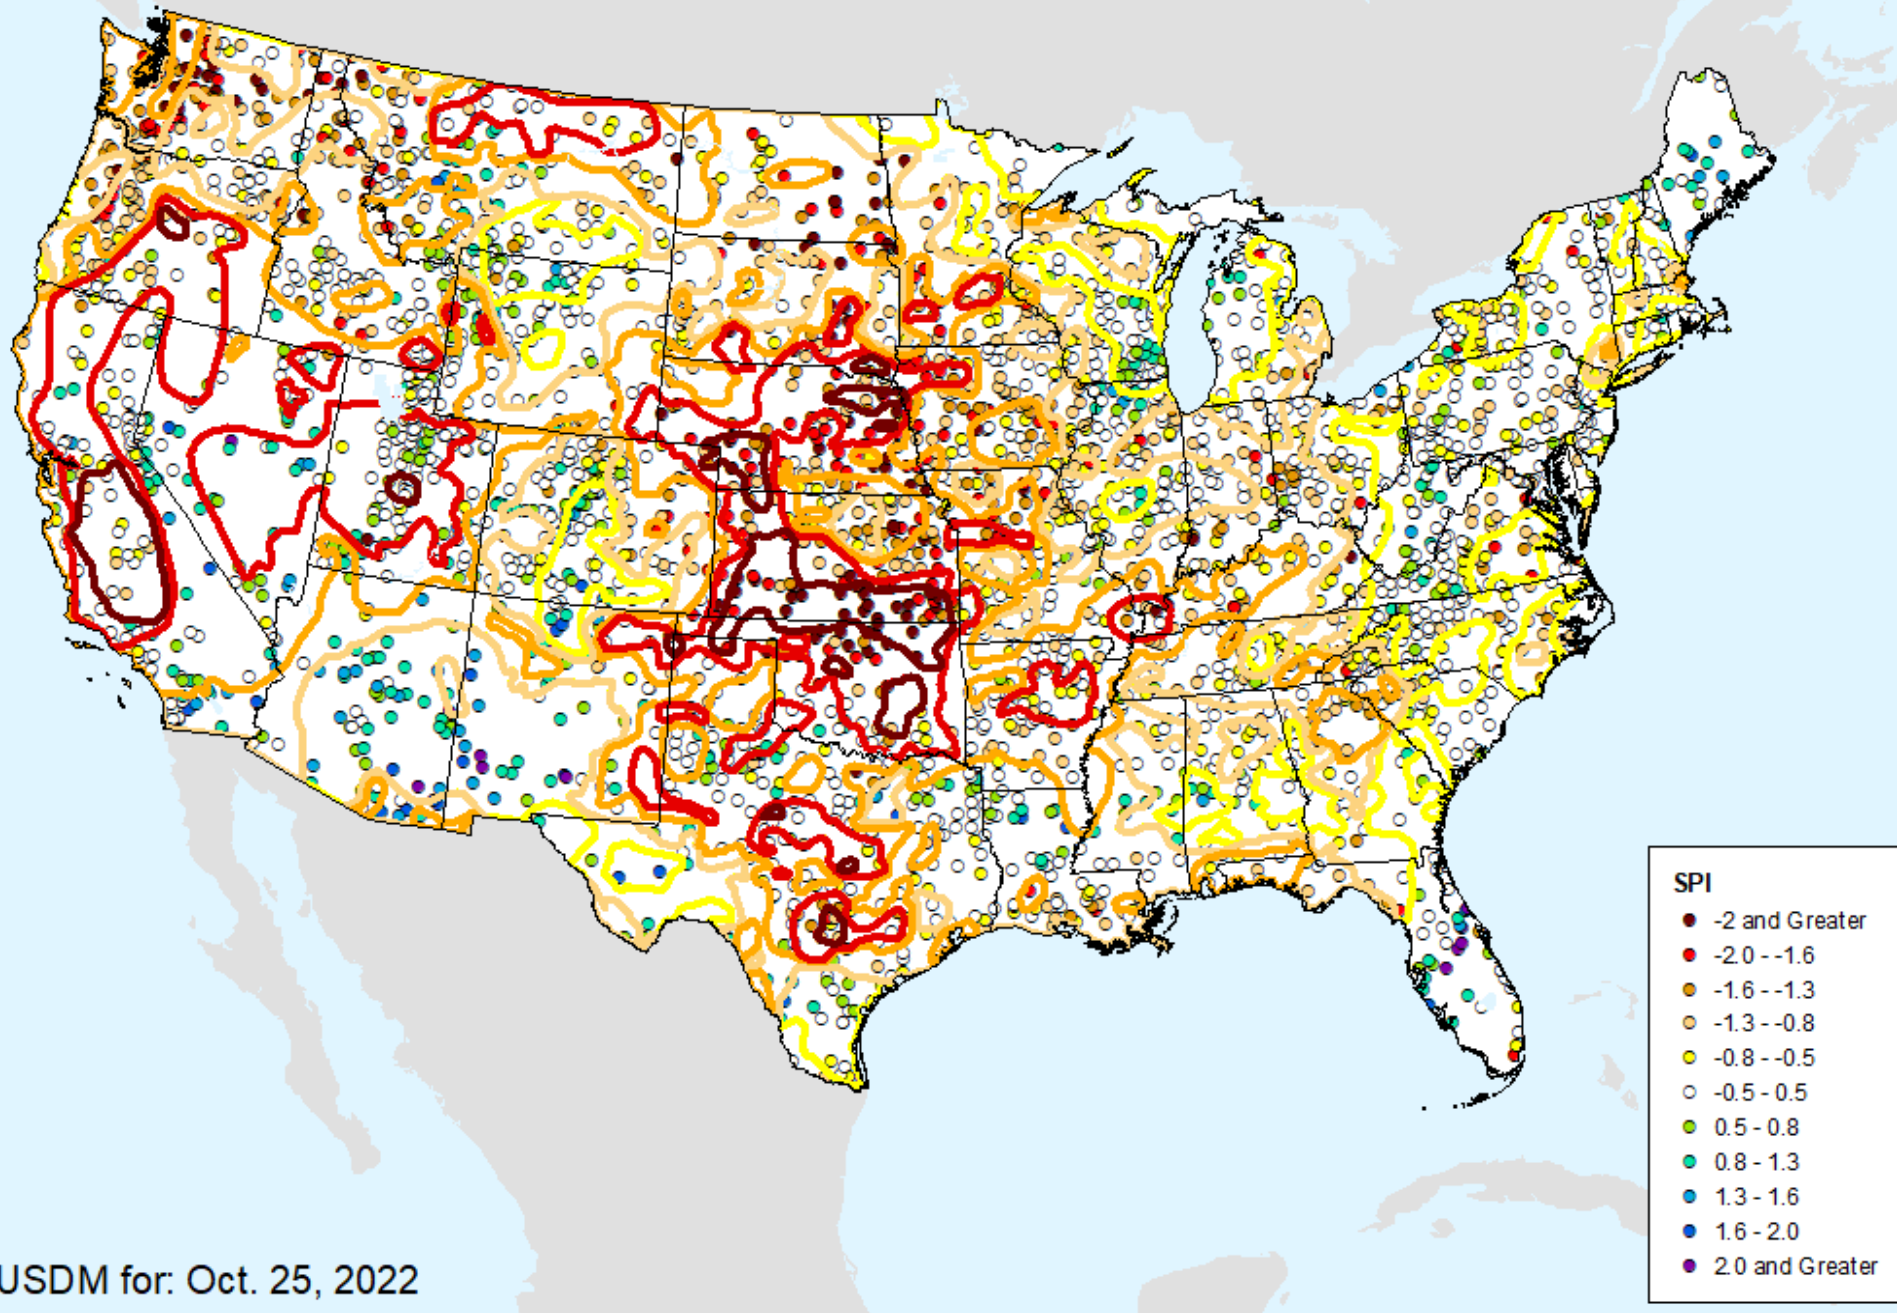 SPI
-2 and Greater
-2.0 - -1.6
-1.6 - -1.3
-1.3 - -0.8
-0.8 - -0.5
-0.5 - 0.5
0.5 - 0.8
0.8 - 1.3
1.3 - 1.6
1.6 - 2.0
2.0 and Greater
USDM for: Oct. 25, 2022